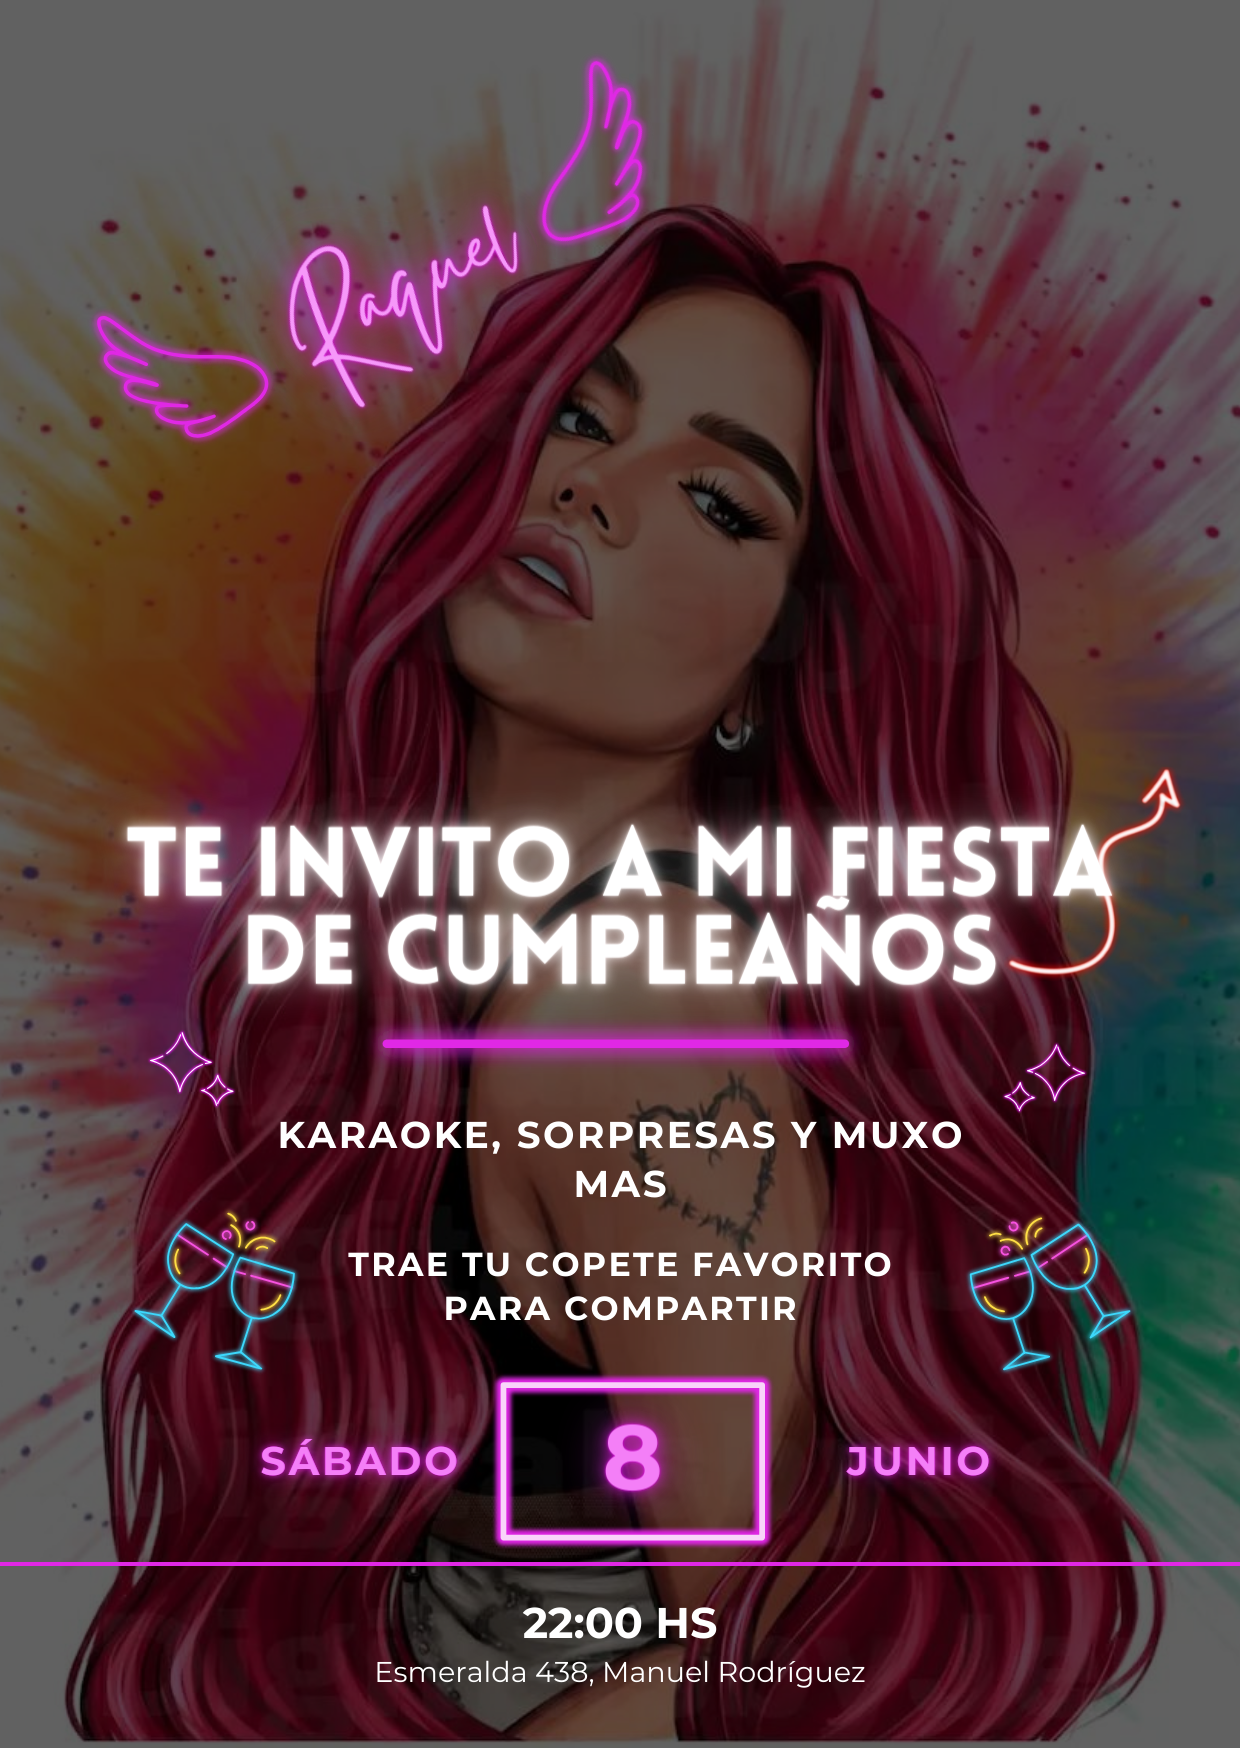 Raquel
TE INVITO A MI FIESTA
DE CUMPLEAÑOS
KARAOKE, SORPRESAS Y MUXO
MAS
TRAE TU COPETE FAVORITO
PARA COMPARTIR
SÁBADO 8 JUNIO
22:00 HS
Esmeralda 438, Manuel Rodríguez